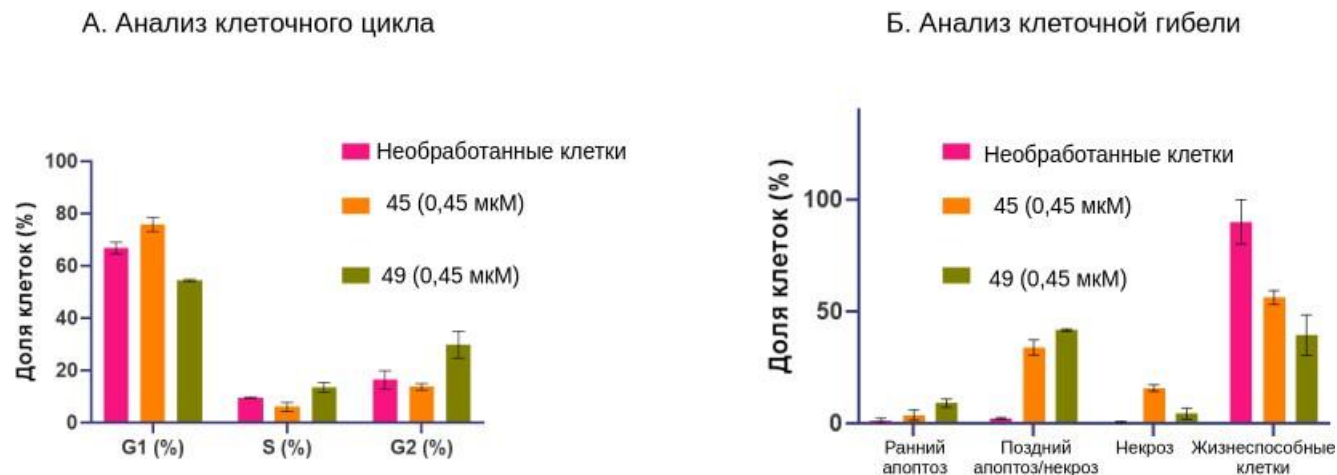 А. Анализ клеточного цикла
Доля клеток (%)
100
80
60
40
20
0
Необработанные клетки
45 (0,45 мкМ)
49 (0,45 мкМ)
G1 (%)
S (%)
G2 (%)
Б. Анализ клеточной гибели
Доля клеток (%)
100
50
0
Необработанные клетки
45 (0,45 мкМ)
49 (0,45 мкМ)
Ранний
апоптоз
Поздний
апоптоз/некроз
Некроз
Жизнеспособные
клетки